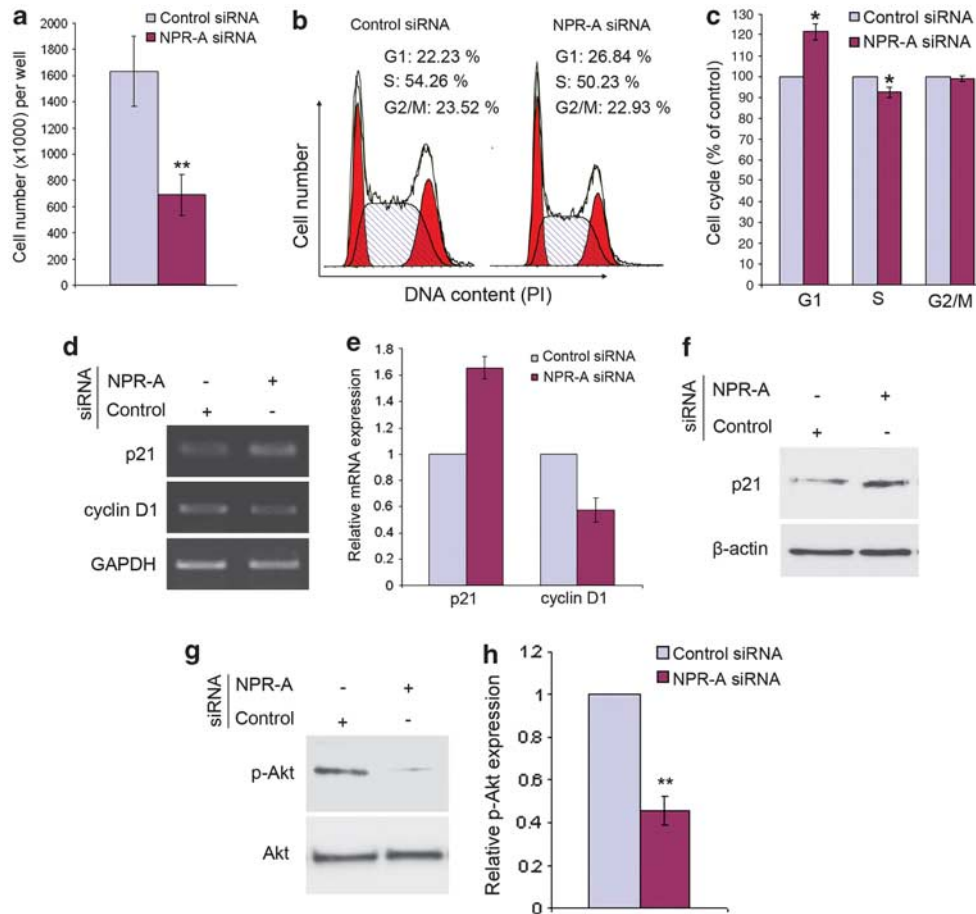 a
Control siRNA
NPR-A siRNA
Cell number (x1000) per well
2000
1800
1600
1400
1200
1000
800
600
400
200
0
**
b
Control siRNA
G1: 22.23 %
S: 54.26 %
G2/M: 23.52 %
NPR-A siRNA
G1: 26.84 %
S: 50.23 %
G2/M: 22.93 %
Cell number
DNA content (PI)
c
Control siRNA
NPR-A siRNA
Cell cycle (% of control)
130
120
110
100
90
80
70
60
50
40
30
20
10
0
*
*
G1 S G2/M
d
siRNA
NPR-A - +
Control + -
p21
cyclin D1
GAPDH
e
Control siRNA
NPR-A siRNA
Relative mRNA expression
1.8
1.6
1.4
1.2
1
0.8
0.6
0.4
0.2
0
p21 cyclin D1
f
siRNA
NPR-A - +
Control + -
p21
β-actin
g
siRNA
NPR-A - +
Control + -
p-Akt
Akt
h
Control siRNA
NPR-A siRNA
Relative p-Akt expression
1.2
1
0.8
0.6
0.4
0.2
0
**